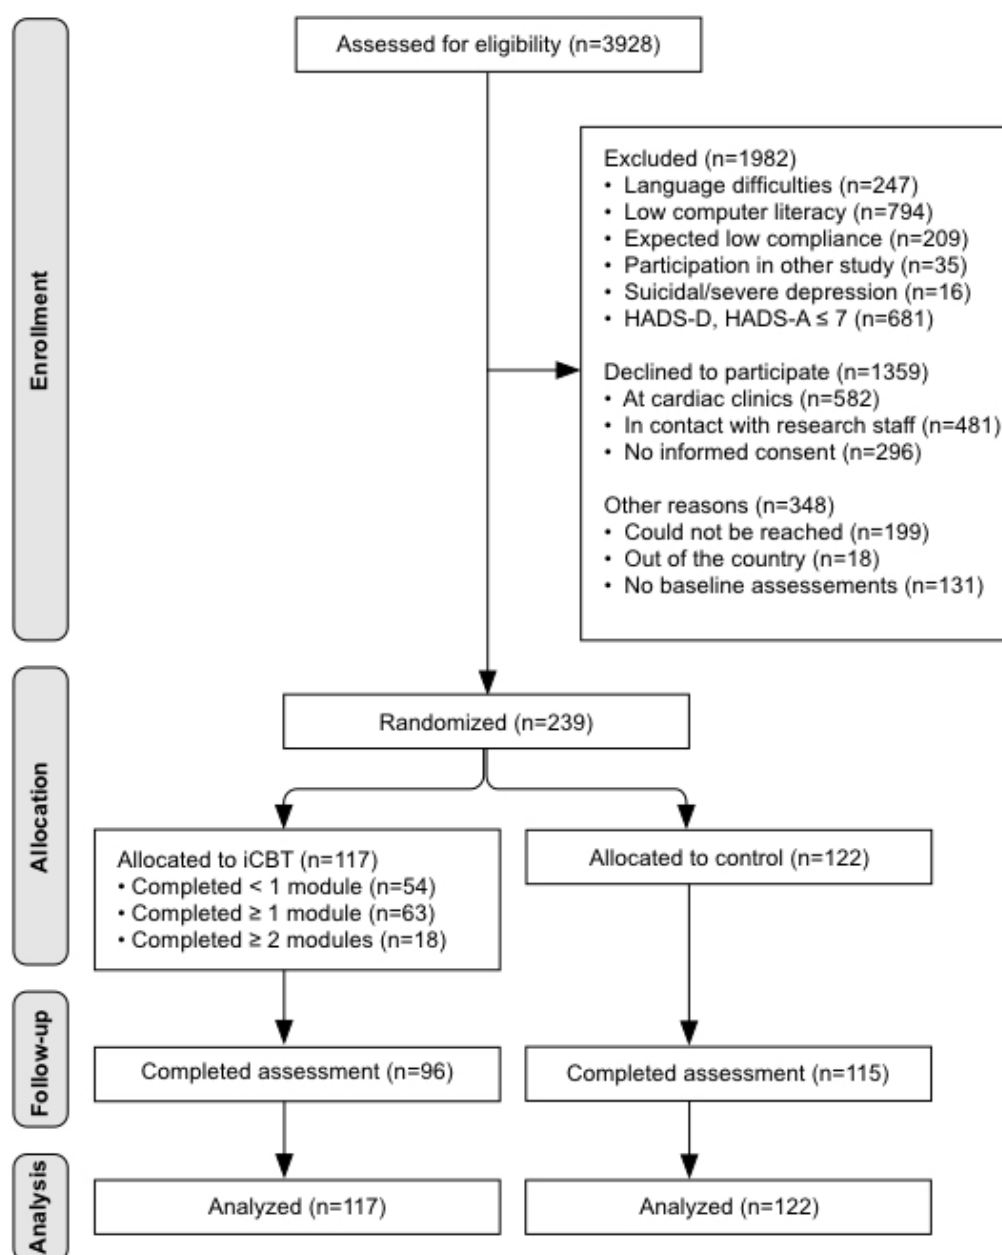 Assessed for eligibility (n=3928)
Enrollment
Excluded (n=1982)
• Language difficulties (n=247)
• Low computer literacy (n=794)
• Expected low compliance (n=209)
• Participation in other study (n=35)
• Suicidal/severe depression (n=16)
• HADS-D, HADS-A ≤ 7 (n=681)
Declined to participate (n=1359)
• At cardiac clinics (n=582)
• In contact with research staff (n=481)
• No informed consent (n=296)
Other reasons (n=348)
• Could not be reached (n=199)
• Out of the country (n=18)
• No baseline assessements (n=131)
Randomized (n=239)
Allocation
Allocated to iCBT (n=117)
• Completed < 1 module (n=54)
• Completed ≥ 1 module (n=63)
• Completed ≥ 2 modules (n=18)
Allocated to control (n=122)
Follow-up
Completed assessment (n=96)
Completed assessment (n=115)
Analysis
Analyzed (n=117)
Analyzed (n=122)